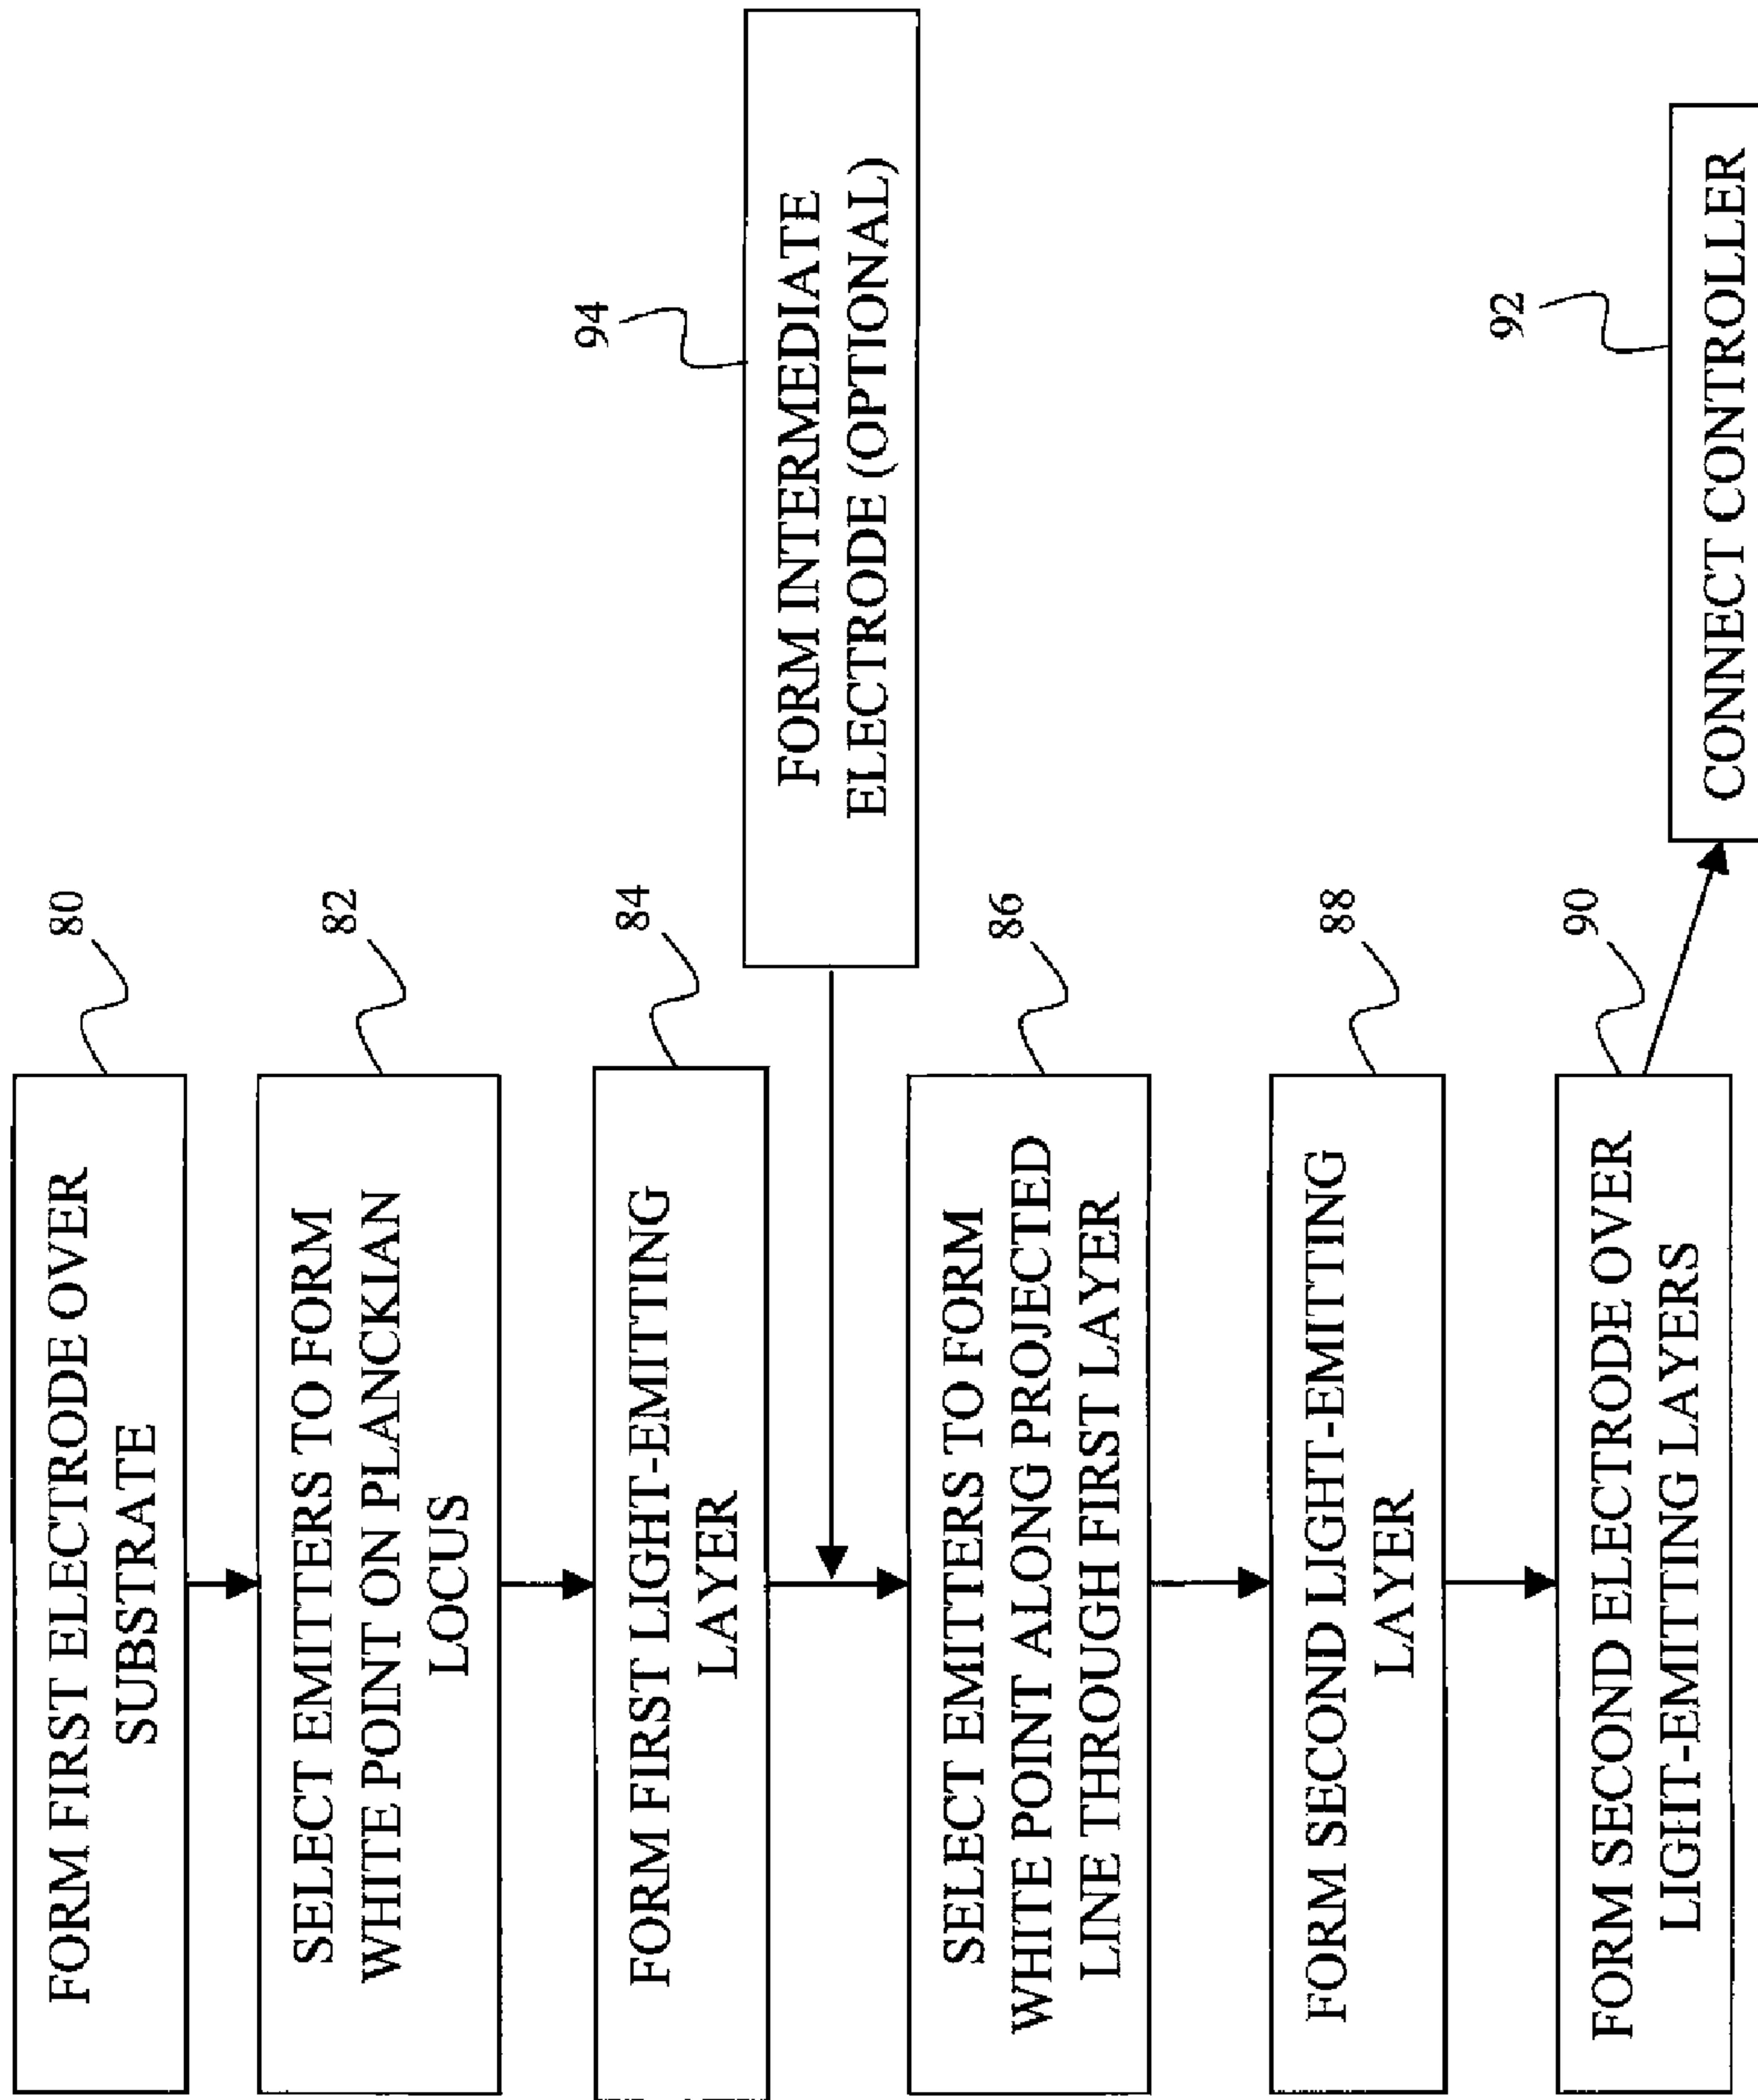 FORM FIRST ELECTRODE OVER
SUBSTRATE
80
SELECT EMITTERS TO FORM
WHITE POINT ON PLANCKIAN
LOCUS
82
FORM FIRST LIGHT-EMITTING
LAYER
84
FORM INTERMEDIATE
ELECTRODE (OPTIONAL)
94
SELECT EMITTERS TO FORM
WHITE POINT ALONG PROJECTED
LINE THROUGH FIRST LAYER
86
FORM SECOND LIGHT-EMITTING
LAYER
88
FORM SECOND ELECTRODE OVER
LIGHT-EMITTING LAYERS
90
CONNECT CONTROLLER
92